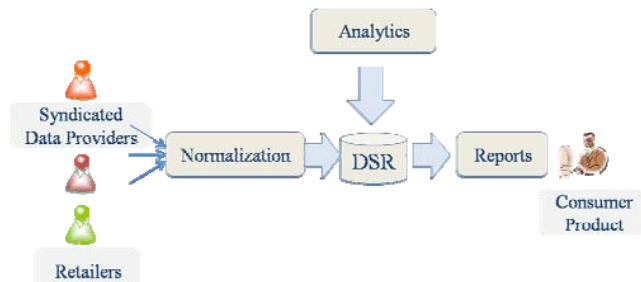 Analytics
Syndicated
Data Providers
Normalization
DSR
Reports
Consumer
Product
Retailers